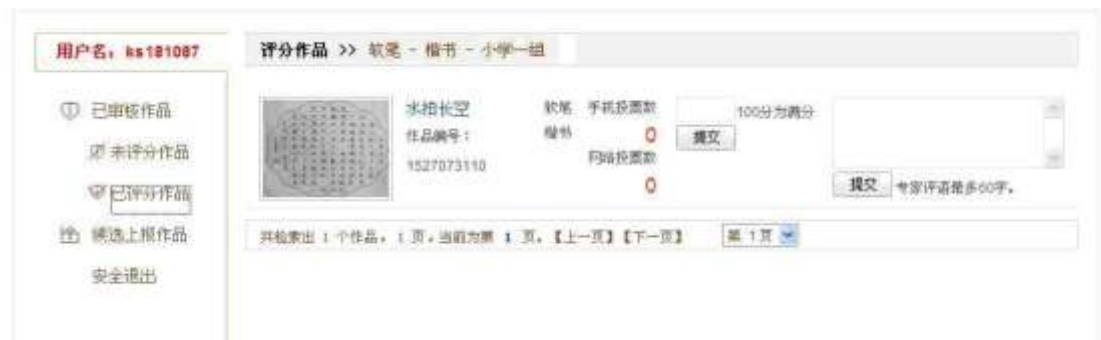 用户名：ks181087
评分作品 >> 软笔 - 楷书 - 小学一组
已审核作品
未评分作品
已评分作品
候选上报作品
安全退出
水拍长空
作品编号：
1527073110
软笔
楷书
手机投票数
0
网络投票数
0
100分为满分
提交
提交 专家评语最多60字。
共检索出 1 个作品，1 页，当前为第 1 页。【上一页】【下一页】 第 1页